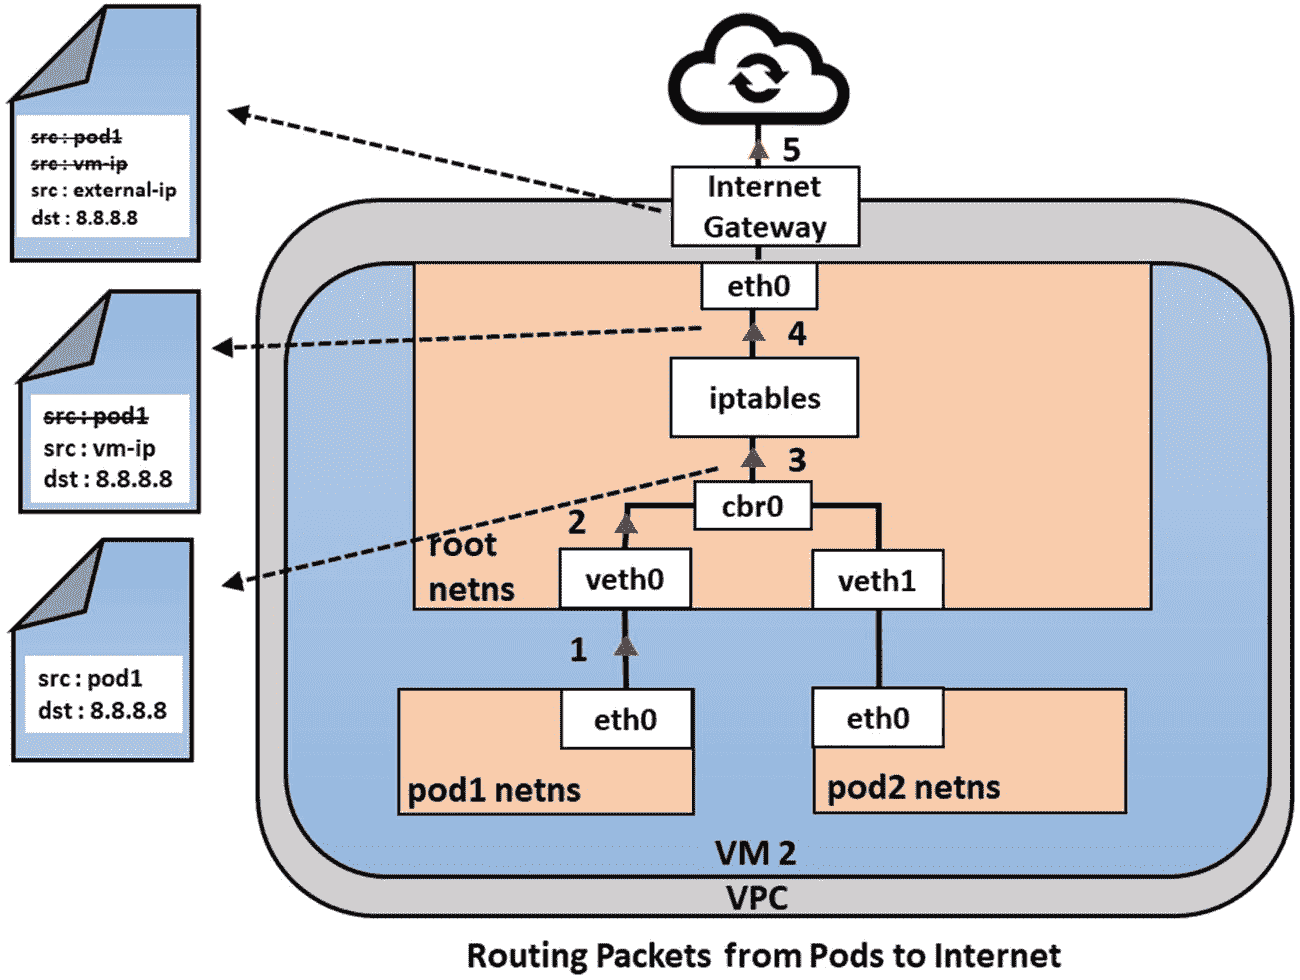 src : pod1
src : vm-ip
src : external-ip
dst : 8.8.8.8
5
Internet
Gateway
eth0
4
src : pod1
src : vm-ip
dst : 8.8.8.8
iptables
3
cbr0
2
root
netns
veth0
veth1
1
src : pod1
dst : 8.8.8.8
eth0
eth0
pod1 netns
pod2 netns
VM 2
VPC
Routing Packets from Pods to Internet